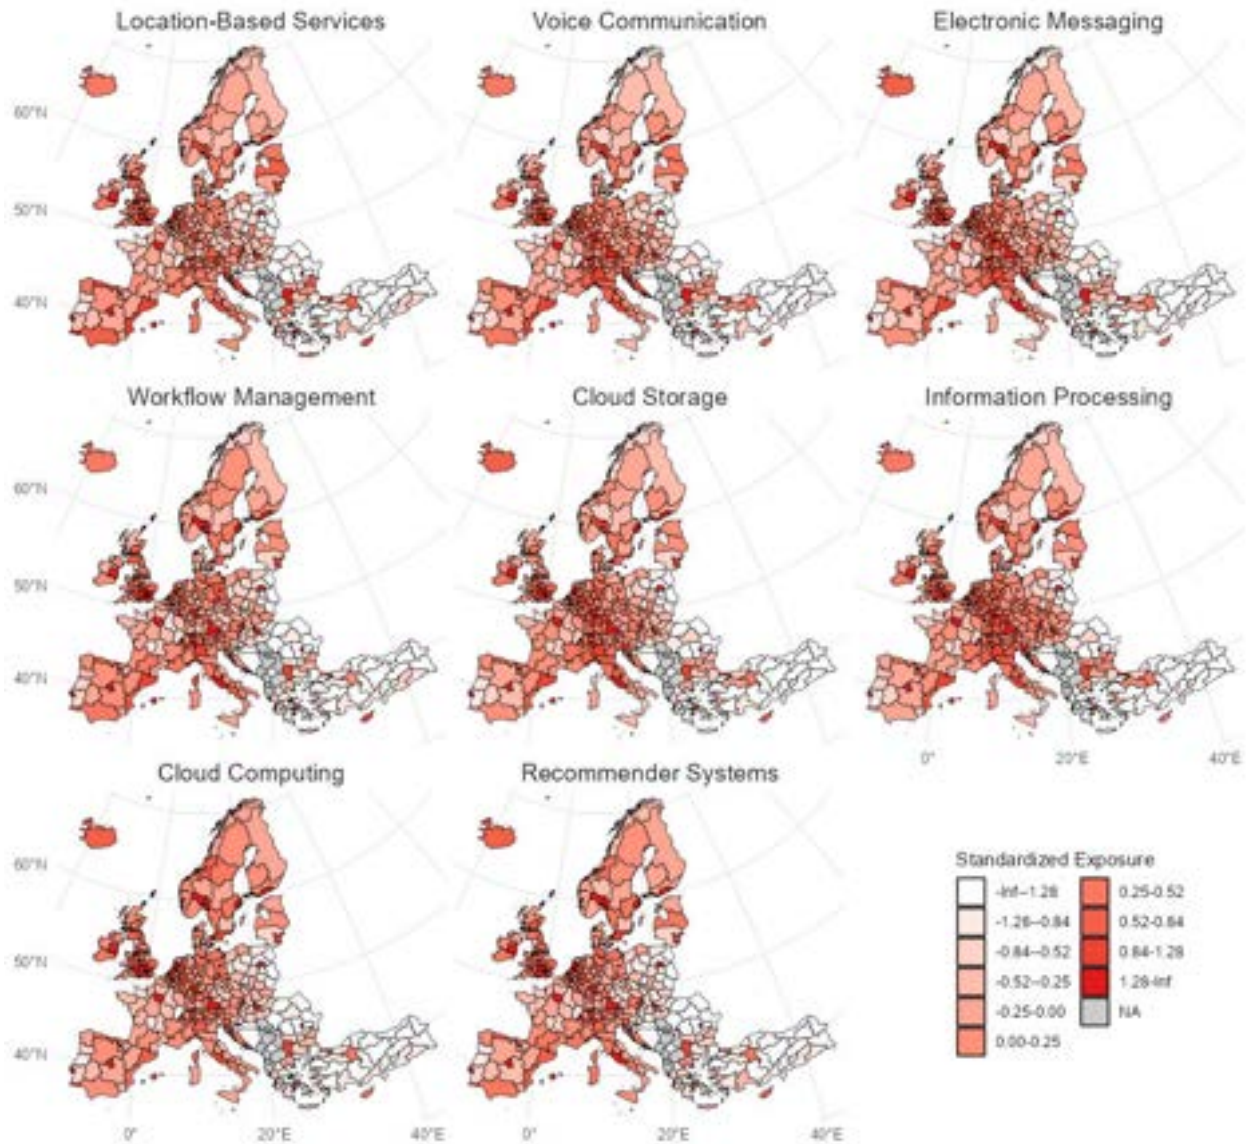 Location-Based Services
Voice Communication
Electronic Messaging
60°N
50°N
40°N
Workflow Management
Cloud Storage
Information Processing
60°N
50°N
40°N
0°
20°E
40°E
Cloud Computing
Recommender Systems
60°N
50°N
40°N
0°
20°E
40°E
0°
20°E
40°E
Standardized Exposure
-Inf--1.28
-1.28--0.84
-0.84--0.52
-0.52--0.25
-0.25-0.00
0.00-0.25
0.25-0.52
0.52-0.84
0.84-1.28
1.28-Inf
NA